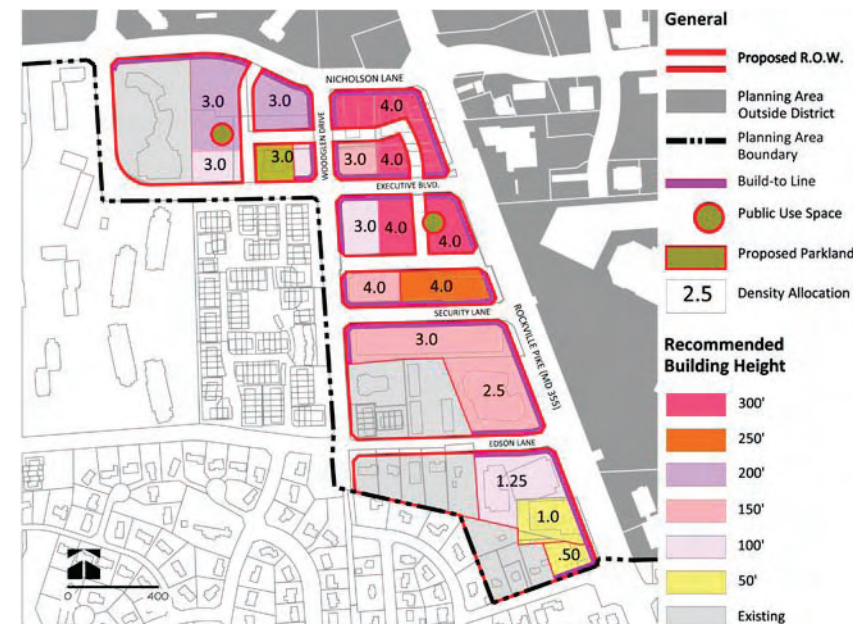 General
Proposed R.O.W.
Planning Area
Outside District
Planning Area
Boundary
Build-to Line
Public Use Space
Proposed Parkland
2.5 Density Allocation
Recommended
Building Height
300'
250'
200'
150'
100'
50'
Existing
NICHOLSON LANE
WOODGLEN DRIVE
EXECUTIVE BLVD.
SECURITY LANE
ROCKVILLE PIKE (MD 355)
EDSON LANE
3.0
3.0
4.0
3.0
3.0
3.0
4.0
3.0
4.0
4.0
4.0
4.0
3.0
2.5
1.25
1.0
.50
0 400